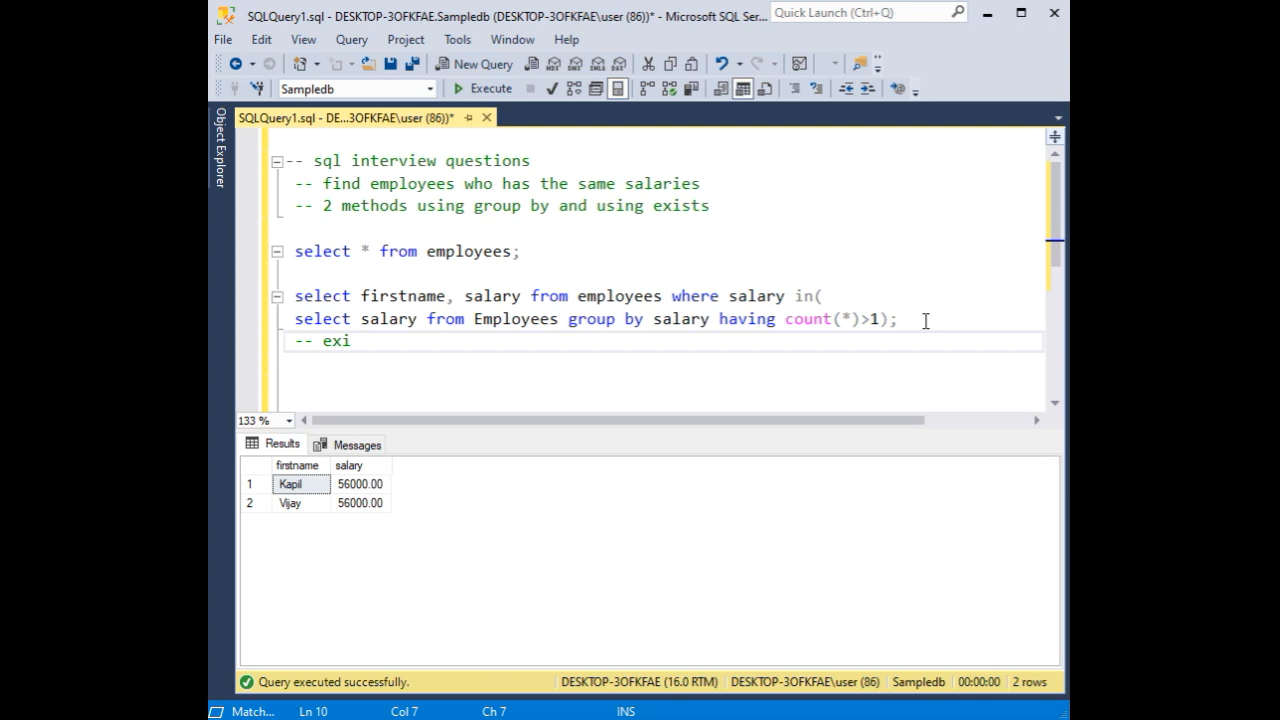 SQLQuery1.sql - DESKTOP-3OFKFAE.Sampledb (DESKTOP-3OFKFAE\user (86))* - Microsoft SQL Ser...
Quick Launch (Ctrl+Q)
File Edit View Query Project Tools Window Help
New Query
Sampledb Execute
SQLQuery1.sql - DE...3OFKFAE\user (86))*
Object Explorer
-- sql interview questions
-- find employees who has the same salaries
-- 2 methods using group by and using exists
select * from employees;
select firstname, salary from employees where salary in(
select salary from Employees group by salary having count(*)>1);
-- exi
133 %
Results Messages
firstname salary
1 Kapil 56000.00
2 Vijay 56000.00
Query executed successfully. DESKTOP-3OFKFAE (16.0 RTM) DESKTOP-3OFKFAE\user (86) Sampledb 00:00:00 2 rows
Match... Ln 10 Col 7 Ch 7 INS